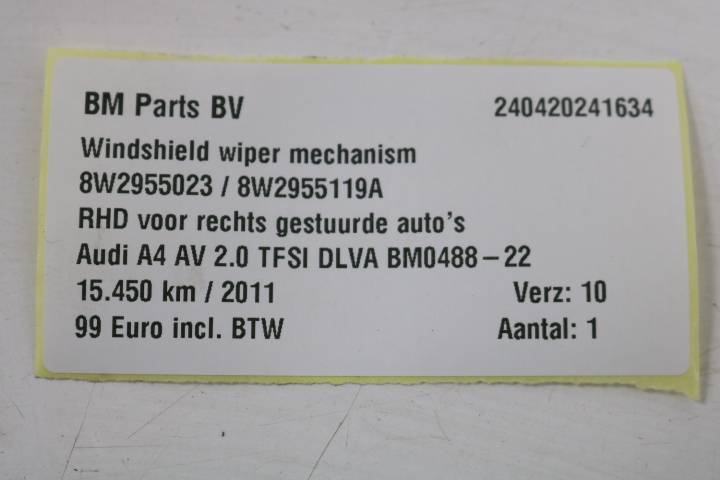 BM Parts BV 240420241634
Windshield wiper mechanism
8W2955023 / 8W2955119A
RHD voor rechts gestuurde auto's
Audi A4 AV 2.0 TFSI DLVA BM0488-22
15.450 km / 2011 Verz: 10
99 Euro incl. BTW Aantal: 1